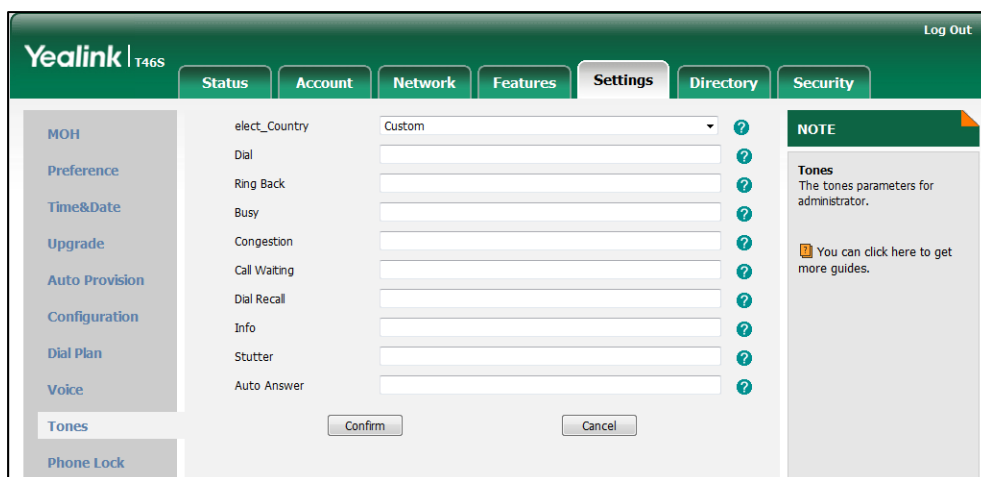 Log Out
Yealink T46S
Status Account Network Features Settings Directory Security
MOH
Preference
Time&Date
Upgrade
Auto Provision
Configuration
Dial Plan
Voice
Tones
Phone Lock
elect_Country Custom ?
Dial ?
Ring Back ?
Busy ?
Congestion ?
Call Waiting ?
Dial Recall ?
Info ?
Stutter ?
Auto Answer ?
Confirm Cancel
NOTE
Tones
The tones parameters for
administrator.
? You can click here to get
more guides.